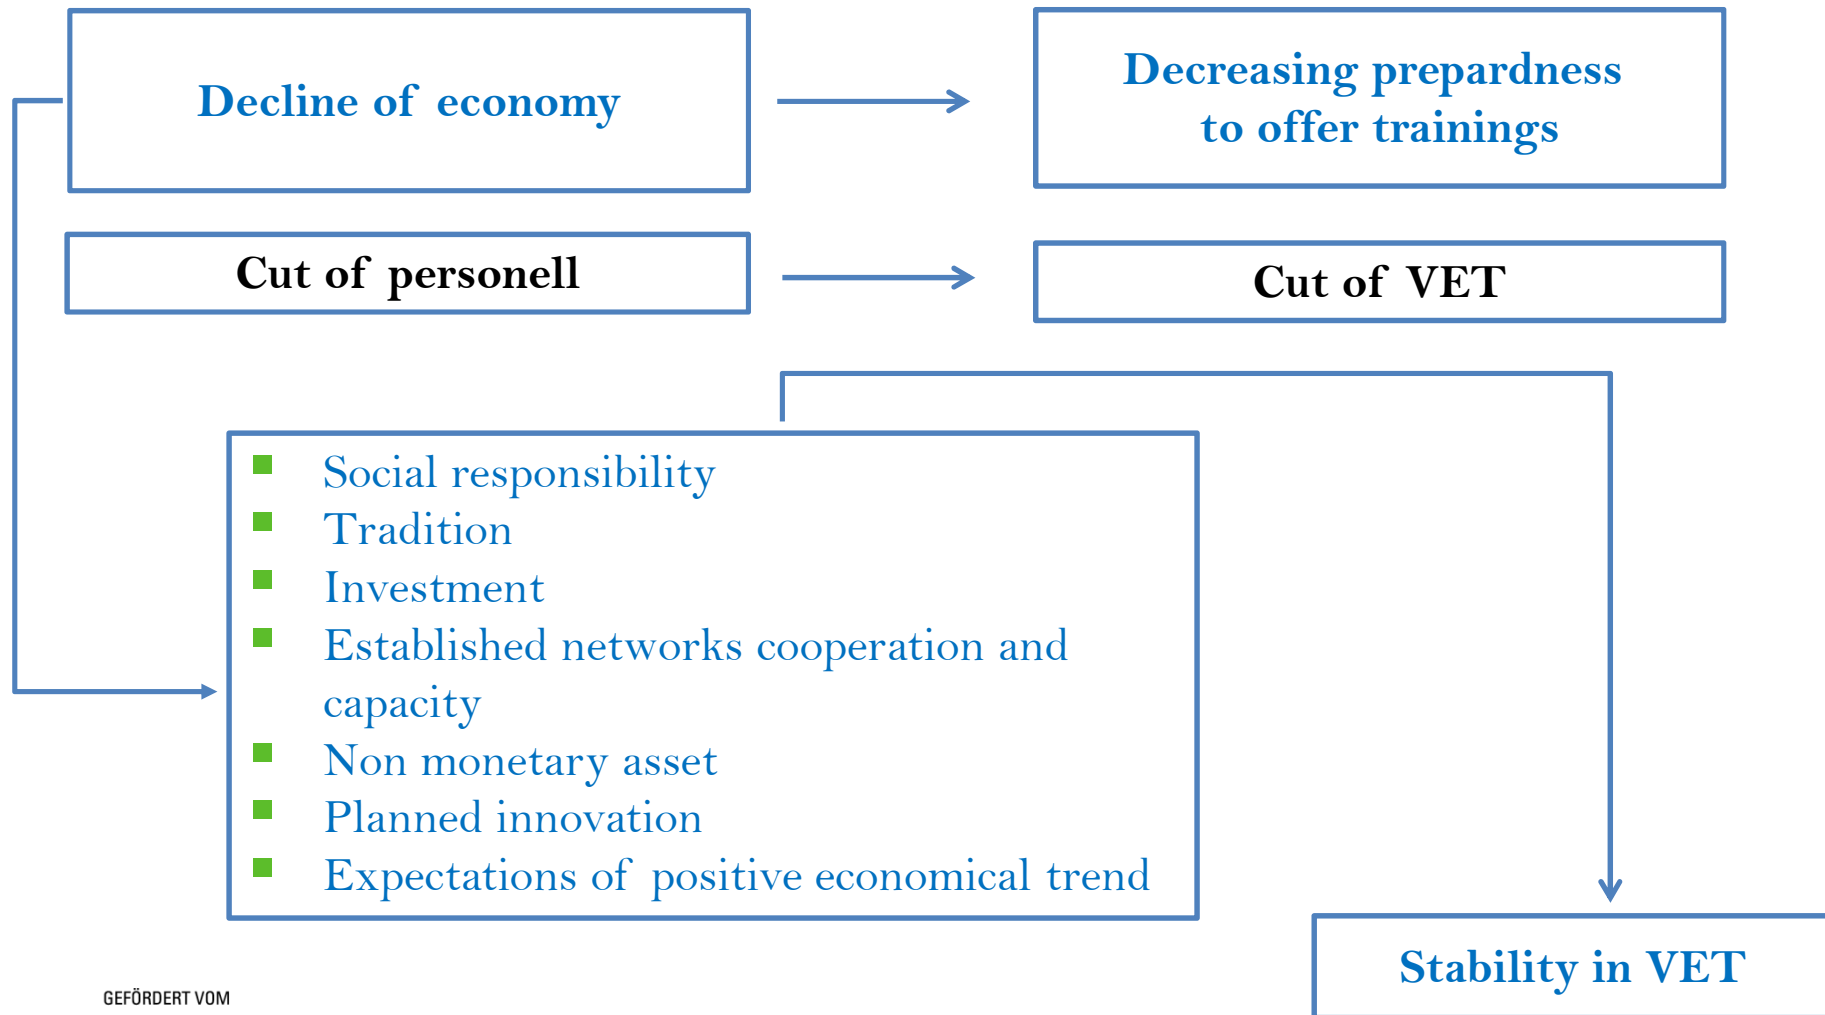 Decline of economy
Decreasing prepardness
to offer trainings
Cut of personell
Cut of VET
Social responsibility
Tradition
Investment
Established networks cooperation and
capacity
Non monetary asset
Planned innovation
Expectations of positive economical trend
Stability in VET
GEFÖRDERT VOM